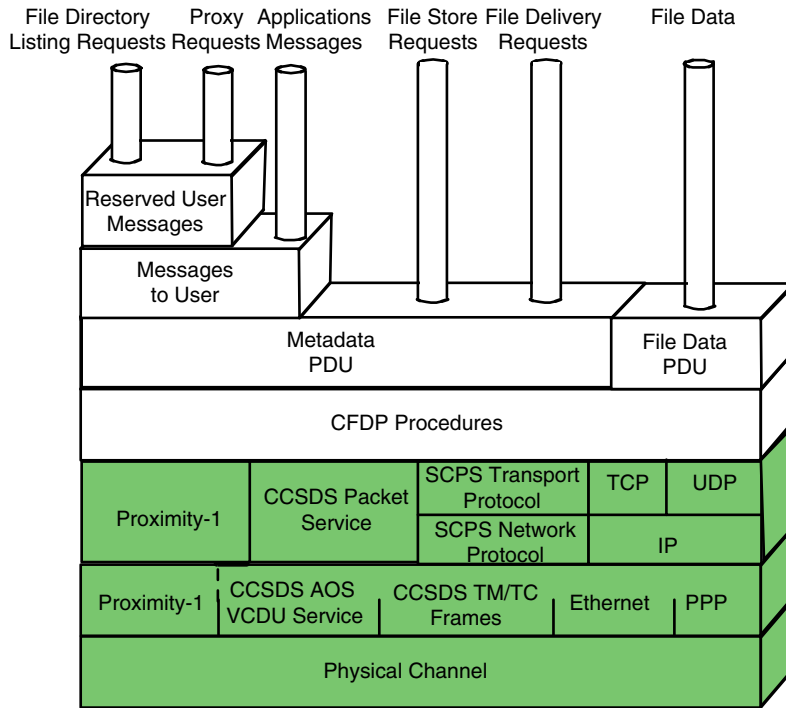 File Directory
Listing Requests
Proxy
Requests
Applications
Messages
File Store
Requests
File Delivery
Requests
File Data
Reserved User
Messages
Messages
to User
Metadada
PDU
File Data
PDU
CFDP Procedures
Proximity-1
CCSDS Packet
Service
SCPS Transport
Protocol
TCP
UDP
SCPS Network
Protocol
IP
Proximity-1
CCSDS AOS
VCDU Service
CCSDS TM/TC
Frames
Ethernet
PPP
Physical Channel